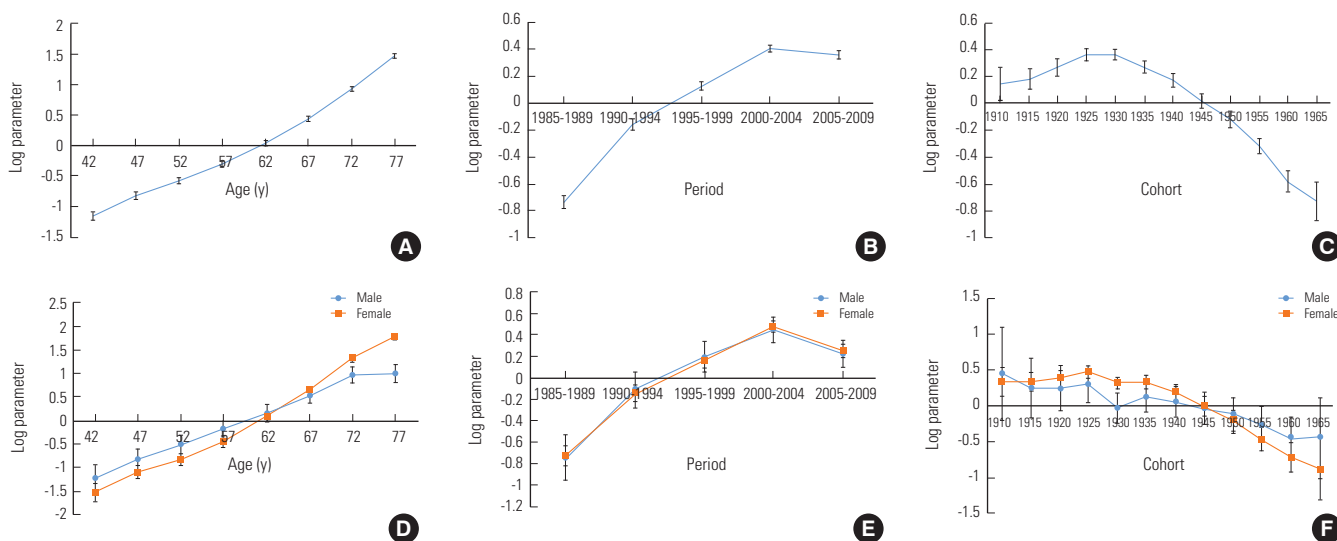 2
1.5
1
0.5
0
-0.5
-1
-1.5
Log parameter
42 47 52 57 62 67 72 77
Age (y)
A
0.6
0.4
0.2
0
-0.2
-0.4
-0.6
-0.8
-1
Log parameter
1985-1989 1990-1994 1995-1999 2000-2004 2005-2009
Period
B
0.6
0.4
0.2
0
-0.2
-0.4
-0.6
-0.8
-1
Log parameter
1910 1915 1920 1925 1930 1935 1940 1945 1950 1955 1960 1965
Cohort
C
Male
Female
2.5
2
1.5
1
0.5
0
-0.5
-1
-1.5
-2
Log parameter
42 47 52 57 62 67 72 77
Age (y)
D
Male
Female
0.8
0.6
0.4
0.2
0
-0.2
-0.4
-0.6
-0.8
-1
-1.2
Log parameter
1985-1989 1990-1994 1995-1999 2000-2004 2005-2009
Period
E
Male
Female
1.5
1
0.5
0
-0.5
-1
-1.5
Log parameter
1910 1915 1920 1925 1930 1935 1940 1945 1950 1955 1960 1965
Cohort
F